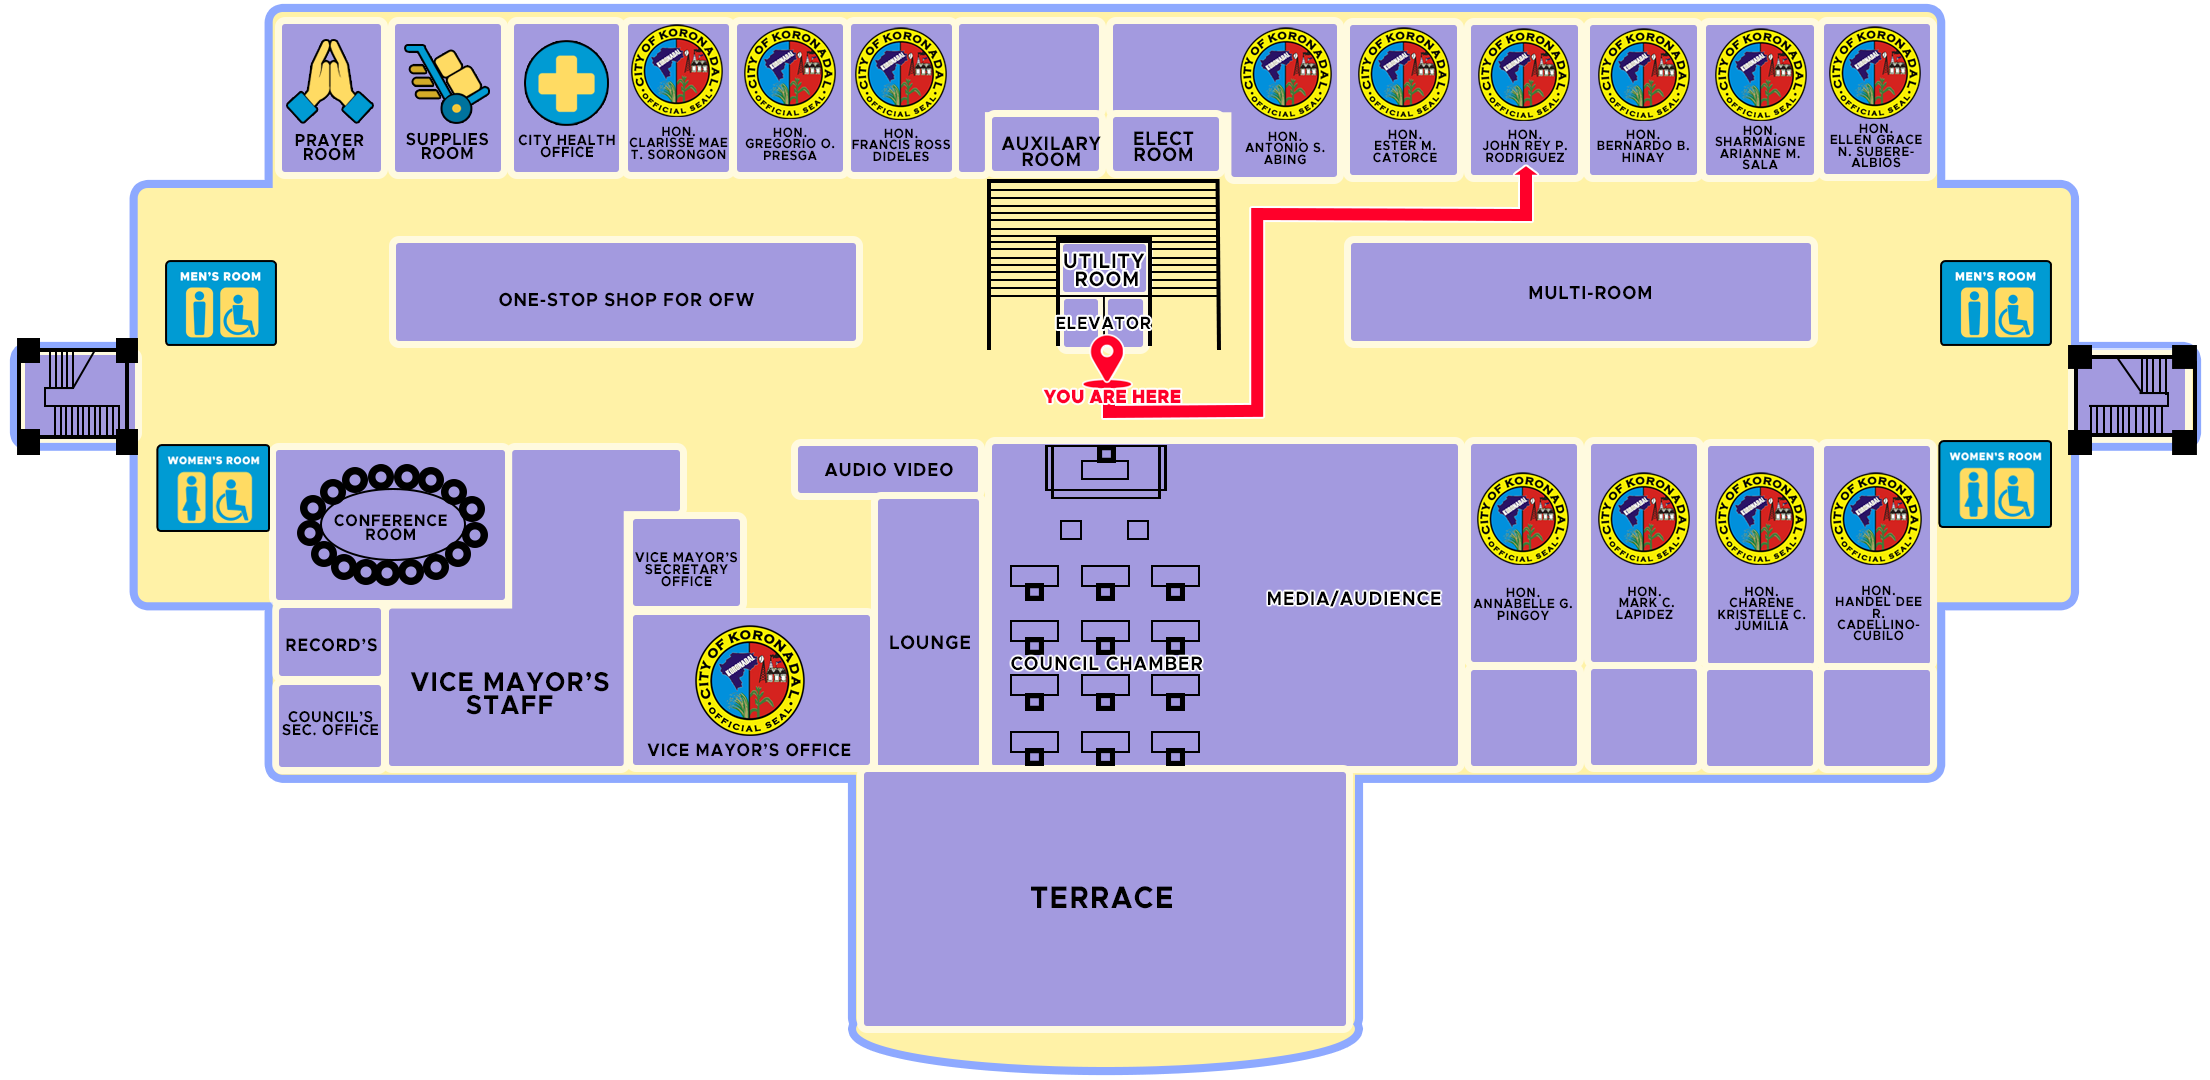 PRAYER
ROOM
SUPPLIES
ROOM
CITY HEALTH
OFFICE
CITY OF KORONADAL
OFFICIAL SEAL
HON.
CLARISSE MAE
T. SORONGON
CITY OF KORONADAL
OFFICIAL SEAL
HON.
GREGORIO O.
PRESGA
CITY OF KORONADAL
OFFICIAL SEAL
HON.
FRANCIS ROSS
DIDELES
AUXILARY
ROOM
ELECT
ROOM
CITY OF KORONADAL
OFFICIAL SEAL
HON.
ANTONIO S.
ABING
CITY OF KORONADAL
OFFICIAL SEAL
HON.
ESTER M.
CATORCE
CITY OF KORONADAL
OFFICIAL SEAL
HON.
JOHN REY P.
RODRIGUEZ
CITY OF KORONADAL
OFFICIAL SEAL
HON.
BERNARDO B.
HINAY
CITY OF KORONADAL
OFFICIAL SEAL
HON.
SHARMAIGNE
ARIANNE M.
SALA
CITY OF KORONADAL
OFFICIAL SEAL
HON.
ELLEN GRACE
N. SUBERE-
ALBIOS
MEN'S ROOM
ONE-STOP SHOP FOR OFW
UTILITY
ROOM
ELEVATOR
YOU ARE HERE
MULTI-ROOM
MEN'S ROOM
WOMEN'S ROOM
CONFERENCE
ROOM
AUDIO VIDEO
VICE MAYOR'S
SECRETARY
OFFICE
RECORD'S
COUNCIL'S
SEC. OFFICE
VICE MAYOR'S
STAFF
CITY OF KORONADAL
KORONADAL
OFFICIAL SEAL
VICE MAYOR'S OFFICE
LOUNGE
COUNCIL CHAMBER
MEDIA/AUDIENCE
CITY OF KORONADAL
OFFICIAL SEAL
HON.
ANNABELLE G.
PINGOY
CITY OF KORONADAL
OFFICIAL SEAL
HON.
MARK C.
LAPIDEZ
CITY OF KORONADAL
OFFICIAL SEAL
HON.
CHARENE
KRISTELLE C.
JUMILIA
CITY OF KORONADAL
OFFICIAL SEAL
HON.
HANDEL DEE
R.
CADELLINO-
CUBILO
WOMEN'S ROOM
TERRACE